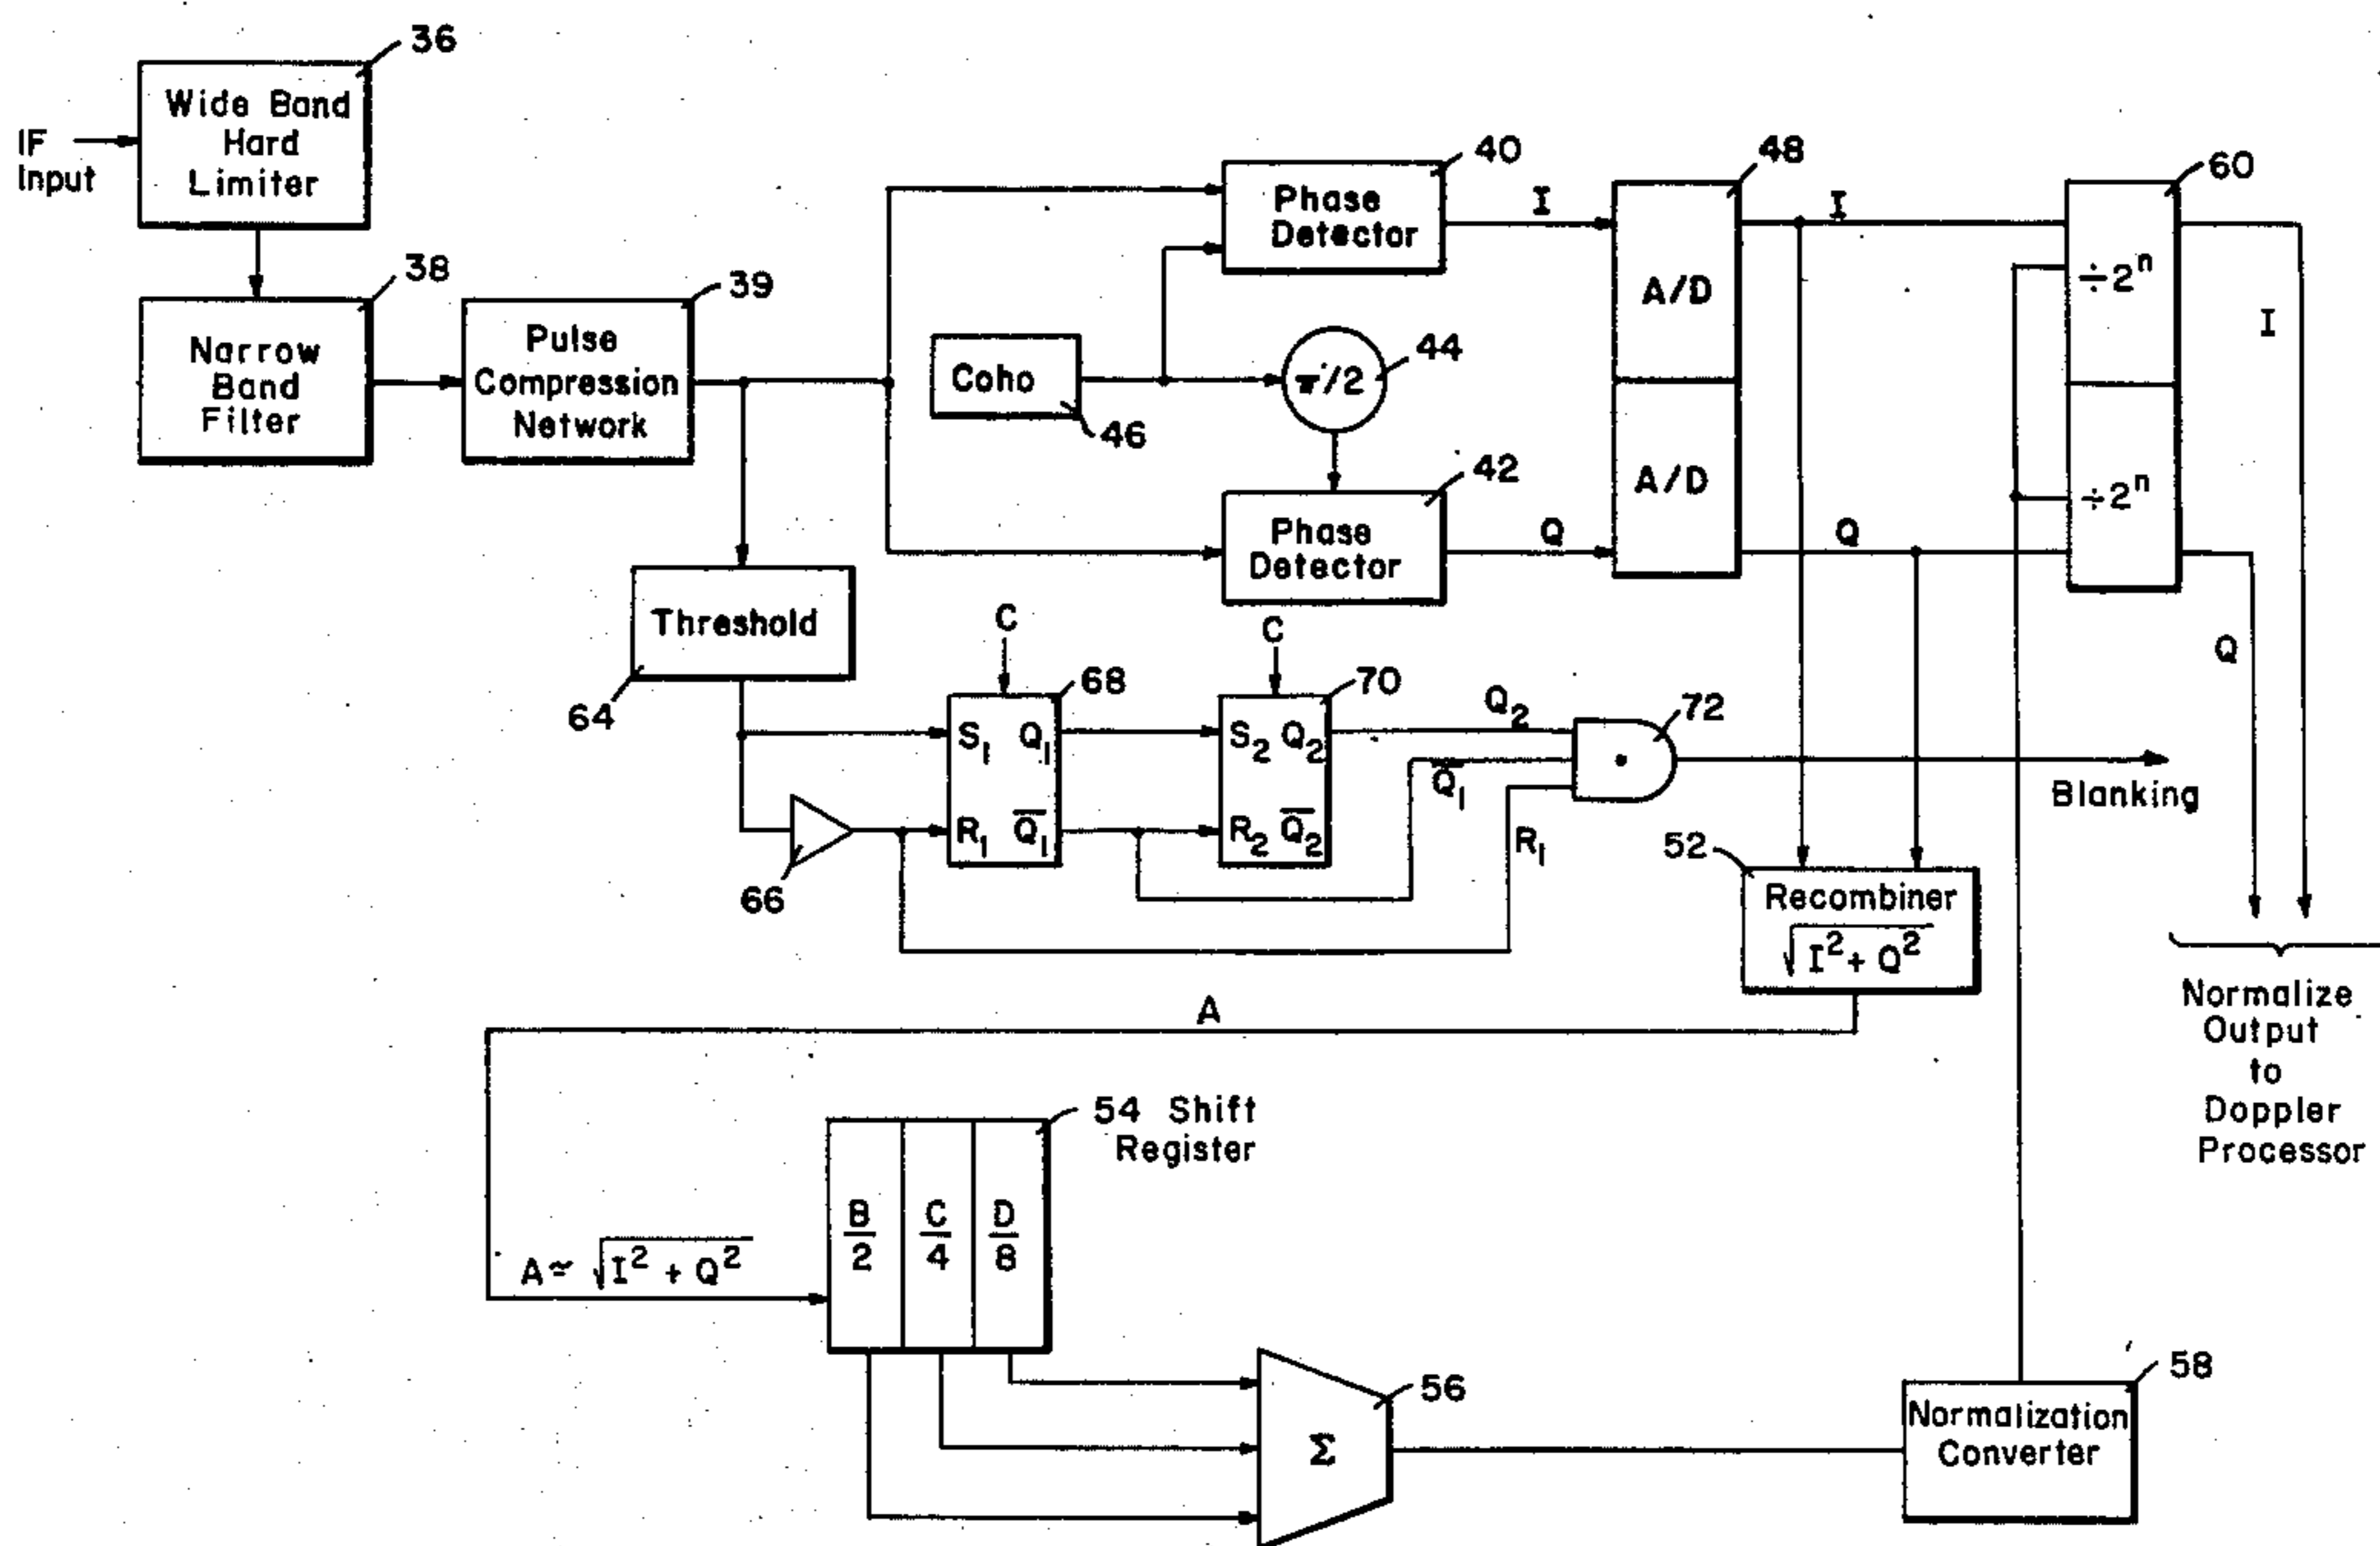 36
Wide Band
Hard
Limiter
IF
Input
38
Narrow
Band
Filter
39
Pulse
Compression
Network
40
Phase
Detector
I
48
A/D
A/D
I
60
÷2ⁿ
÷2ⁿ
I
Coho
46
π/2
44
42
Phase
Detector
Q
Q
Q
Threshold
64
C
68
S₁ Q₁
R₁ Q̅₁
66
C
70
S₂ Q₂
R₂ Q̅₂
Q₂
Q̅₁
R₁
72
Blanking
52
Recombiner
√I² + Q²
Normalize
Output
to
Doppler
Processor
A
54 Shift
Register
B/2
C/4
D/8
A≈ √I² + Q²
56
Σ
58
Normalization
Converter